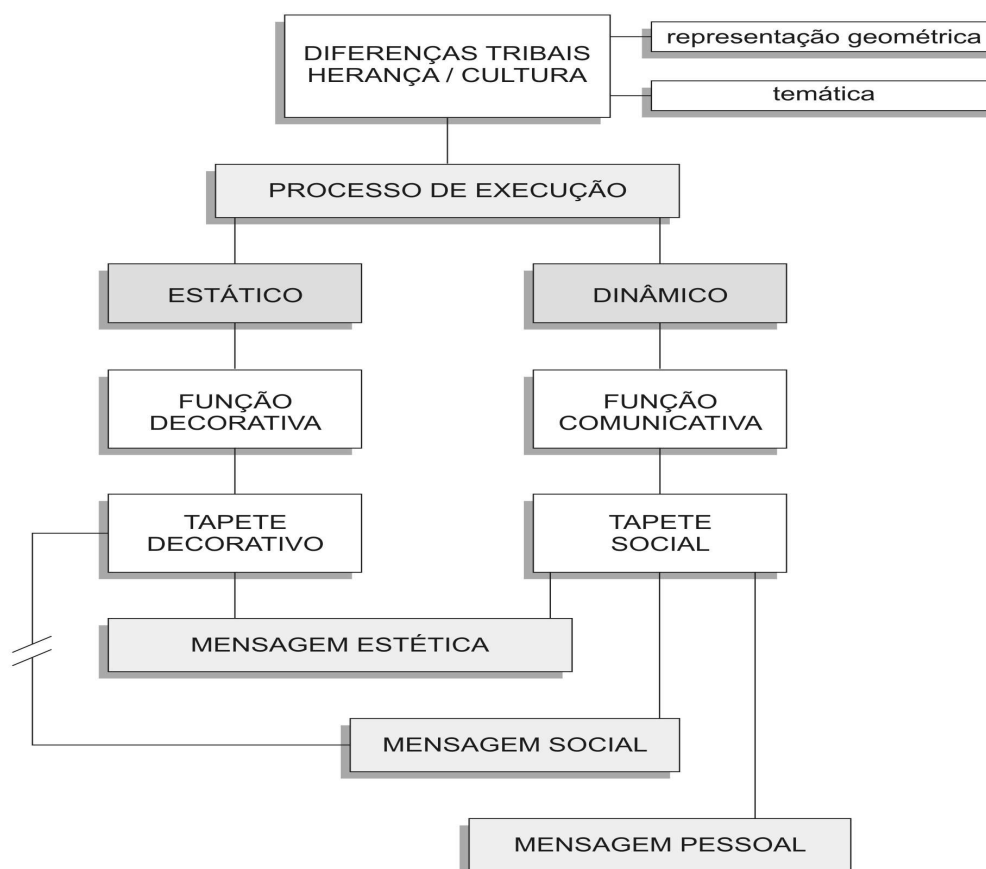 DIFERENÇAS TRIBAIS
HERANÇA / CULTURA
representação geométrica
temática
PROCESSO DE EXECUÇÃO
ESTÁTICO
DINÂMICO
FUNÇÃO
DECORATIVA
FUNÇÃO
COMUNICATIVA
TAPETE
DECORATIVO
TAPETE
SOCIAL
MENSAGEM ESTÉTICA
MENSAGEM SOCIAL
MENSAGEM PESSOAL